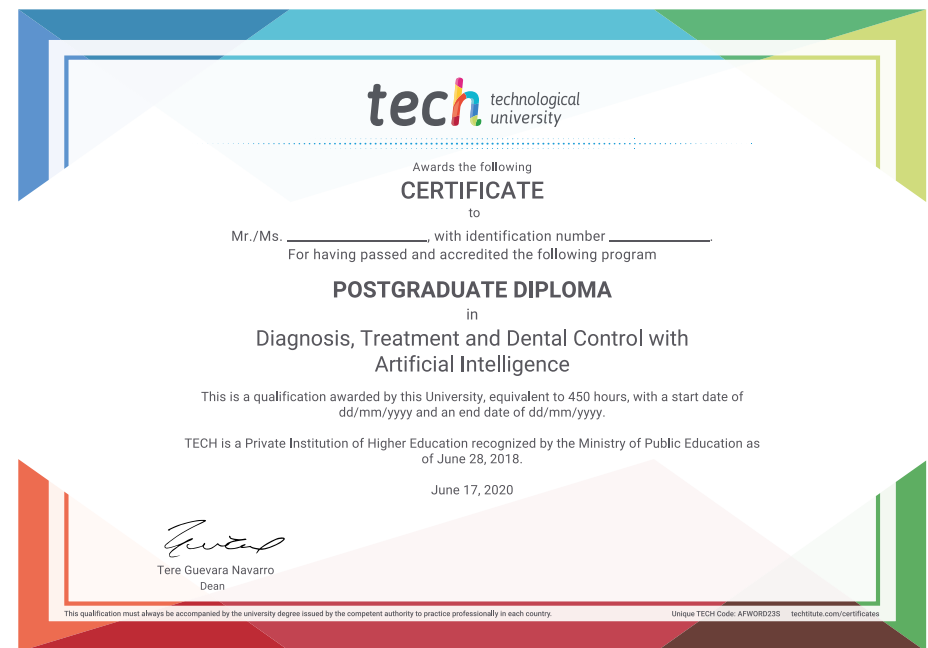 tech technological
university
Awards the following
CERTIFICATE
to
Mr./Ms. ____________________, with identification number ______________.
For having passed and accredited the following program
POSTGRADUATE DIPLOMA
in
Diagnosis, Treatment and Dental Control with
Artificial Intelligence
This is a qualification awarded by this University, equivalent to 450 hours, with a start date of
dd/mm/yyyy and an end date of dd/mm/yyyy.
TECH is a Private Institution of Higher Education recognized by the Ministry of Public Education as
of June 28, 2018.
June 17, 2020
Tere Guevara Navarro
Dean
This qualification must always be accompanied by the university degree issued by the competent authority to practice professionally in each country. Unique TECH Code: AFWORD23S techtitute.com/certificates